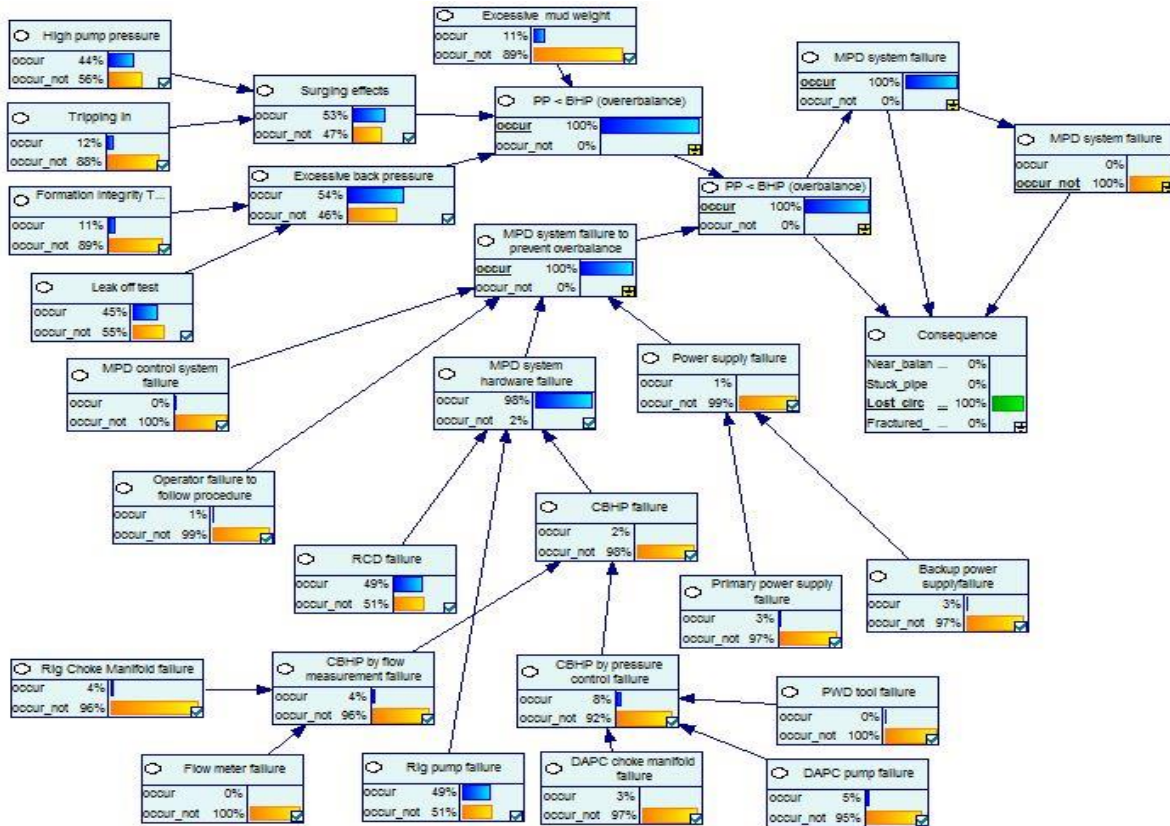 High pump pressure
occur 44%
occur_not 56%
Excessive mud weight
occur 11%
occur_not 89%
MPD system failure
occur 100%
occur_not 0%
Surging effects
occur 53%
occur_not 47%
PP < BHP (overerbalance)
occur 100%
occur_not 0%
Tripping in
occur 12%
occur_not 88%
MPD system failure
occur 0%
occur_not 100%
Excessive back pressure
occur 54%
occur_not 46%
PP < BHP (overbalance)
occur 100%
occur_not 0%
Formation Integrity T...
occur 11%
occur_not 89%
MPD system failure to
prevent overbalance
occur 100%
occur_not 0%
Leak off test
occur 45%
occur_not 55%
Consequence
Near_balan ... 0%
Stuck_pipe 0%
Lost_circ ... 100%
Fractured_ ... 0%
MPD control system
failure
occur 0%
occur_not 100%
MPD system
hardware failure
occur 98%
occur_not 2%
Power supply failure
occur 1%
occur_not 99%
Operator failure to
follow procedure
occur 1%
occur_not 99%
CBHP failure
occur 2%
occur_not 98%
RCD failure
occur 49%
occur_not 51%
Primary power supply
failure
occur 3%
occur_not 97%
Backup power
supplyfailure
occur 3%
occur_not 97%
Rig Choke Manifold failure
occur 4%
occur_not 96%
CBHP by flow
measurement failure
occur 4%
occur_not 96%
CBHP by pressure
control failure
occur 8%
occur_not 92%
PWD tool failure
occur 0%
occur_not 100%
Flow meter failure
occur 0%
occur_not 100%
Rig pump failure
occur 49%
occur_not 51%
DAPC choke manifold
failure
occur 3%
occur_not 97%
DAPC pump failure
occur 5%
occur_not 95%